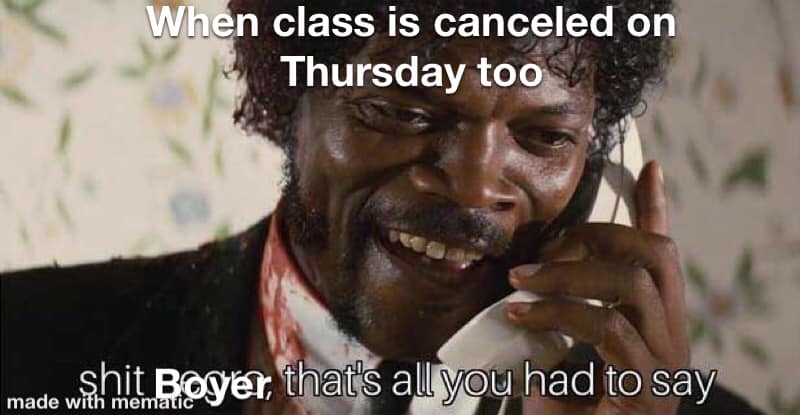 When class is canceled on
Thursday too
shit Boyer, that's all you had to say
made with mematic